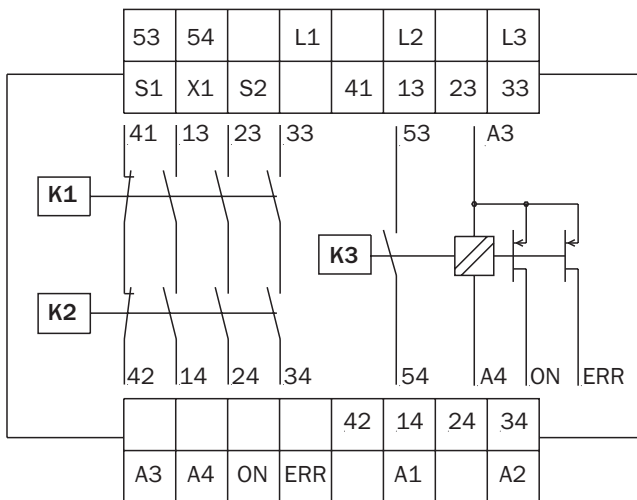 53 54 L1 L2 L3
S1 X1 S2 41 13 23 33
41 13 23 33 53 A3
K1
K3
K2
42 14 24 34 54 A4 ON ERR
42 14 24 34
A3 A4 ON ERR A1 A2